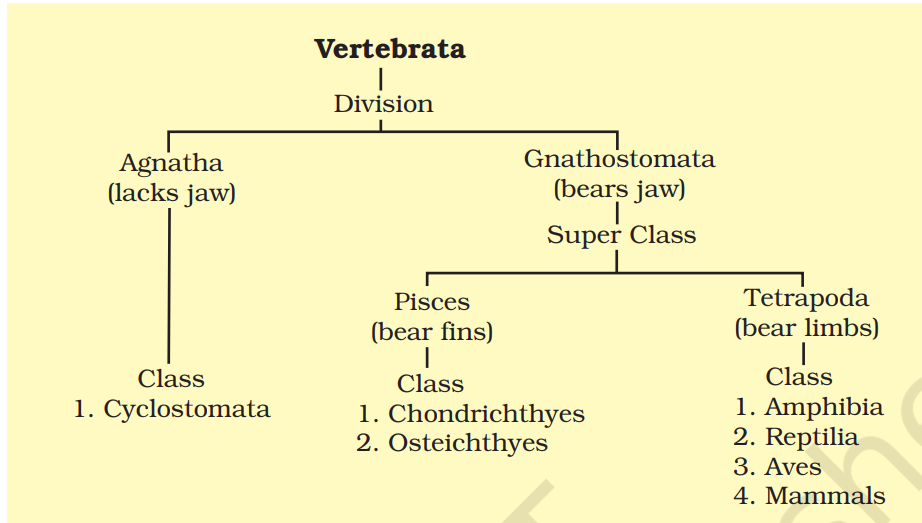 Vertebrata
Division
Agnatha
(lacks jaw)
Gnathostomata
(bears jaw)
Super Class
Pisces
(bear fins)
Tetrapoda
(bear limbs)
Class
1. Cyclostomata
Class
1. Chondrichthyes
2. Osteichthyes
Class
1. Amphibia
2. Reptilia
3. Aves
4. Mammals